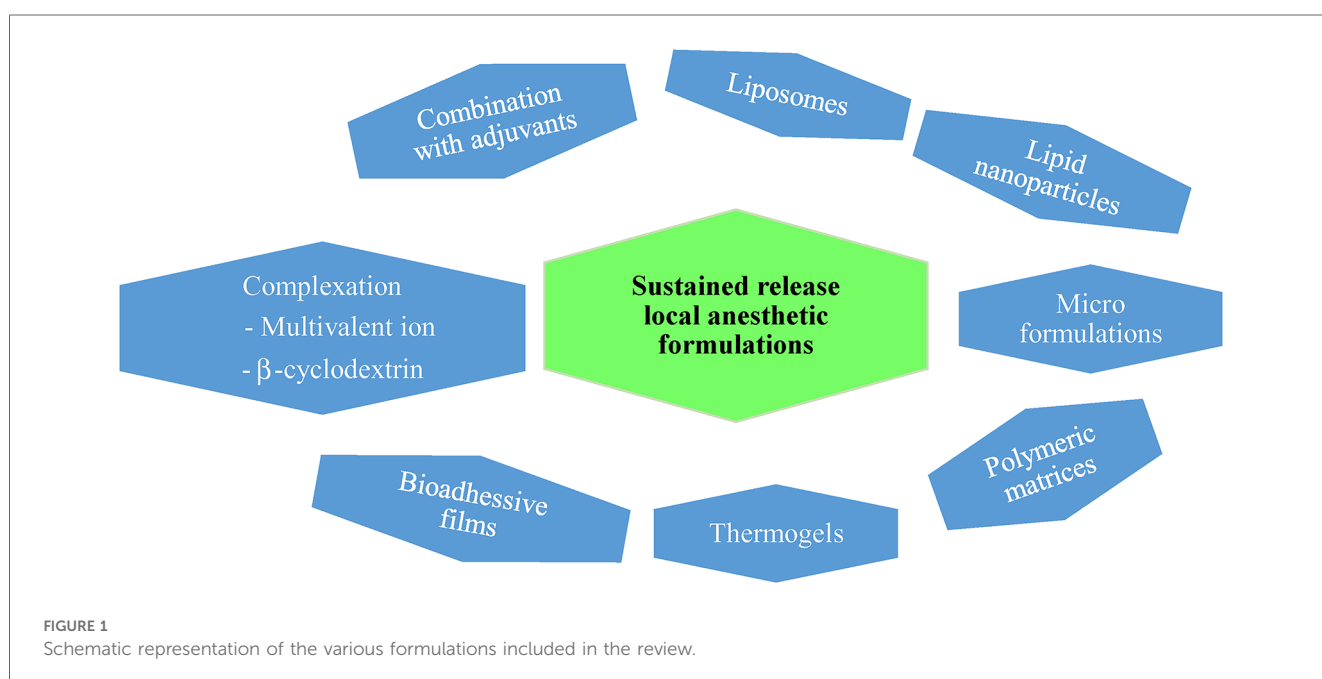 Combination
with adjuvants
Liposomes
Lipid
nanoparticles
Complexation
- Multivalent ion
- β-cyclodextrin
Sustained release
local anesthetic
formulations
Micro
formulations
Polymeric
matrices
Bioadhessive
films
Thermogels
FIGURE 1
Schematic representation of the various formulations included in the review.